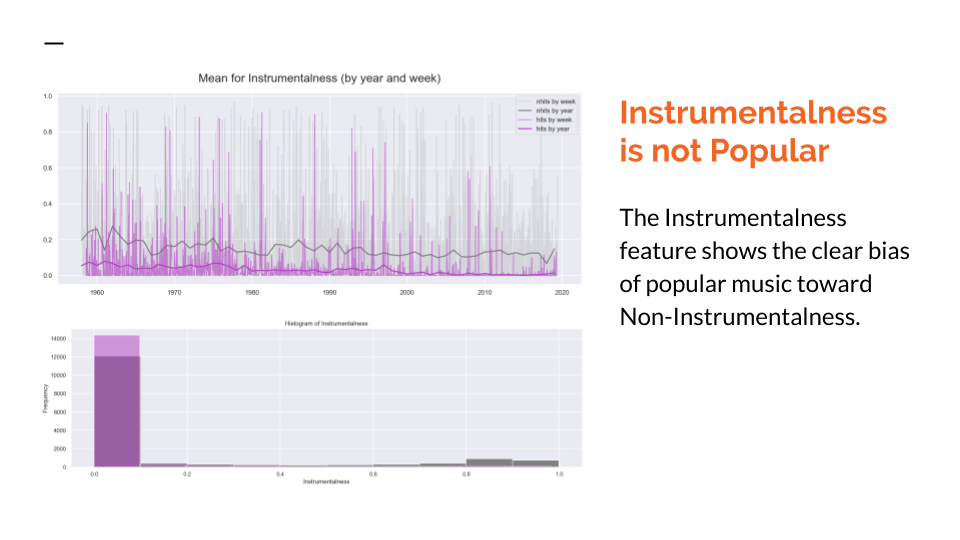 Mean for Instrumentalness (by year and week)
1.0
0.8
0.6
0.4
0.2
0.0
nhits by week
nhits by year
hits by week
hits by year
1960
1970
1980
1990
2000
2010
2020
Histogram of Instrumentalness
14000
12000
10000
8000
6000
4000
2000
0
Frequency
0.0
0.2
0.4
0.6
0.8
1.0
Instrumentalness
Instrumentalness
is not Popular
The Instrumentalness
feature shows the clear bias
of popular music toward
Non-Instrumentalness.